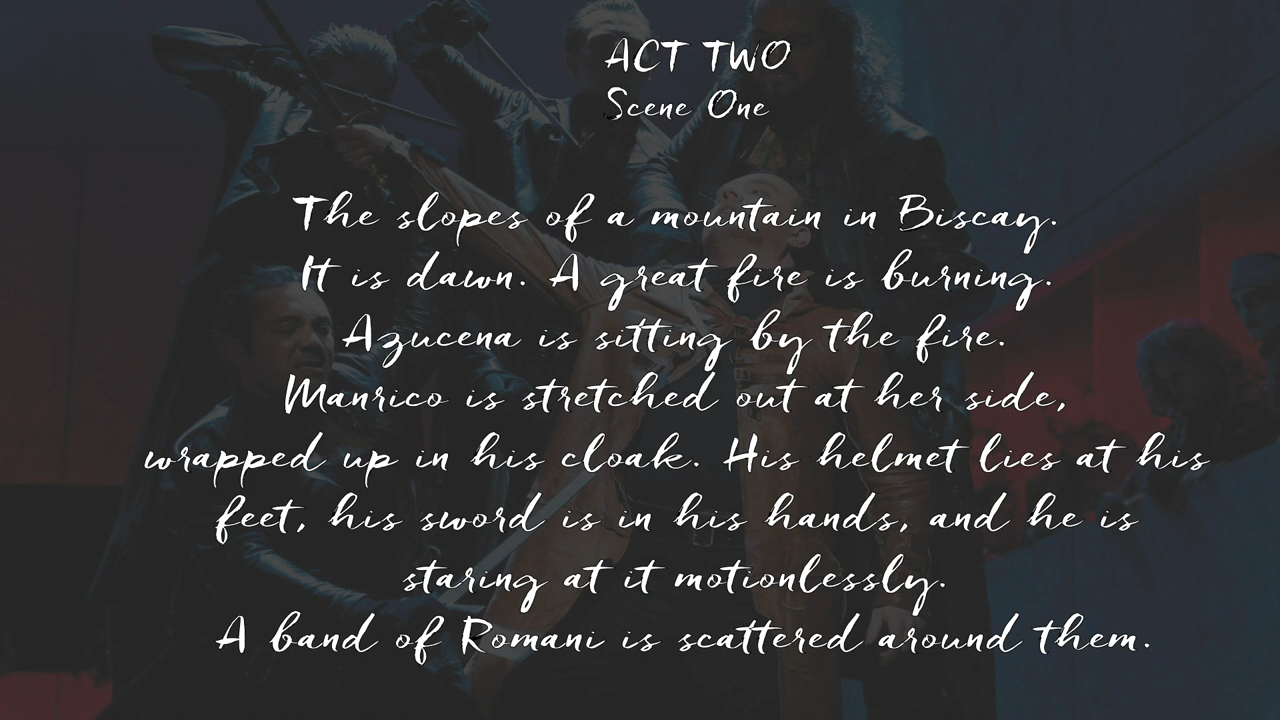 ACT TWO
Scene One
The slopes of a mountain in Biscay.
It is dawn. A great fire is burning.
Azucena is sitting by the fire.
Manrico is stretched out at her side,
wrapped up in his cloak. His helmet lies at his
feet, his sword is in his hands, and he is
staring at it motionlessly.
A band of Romani is scattered around them.